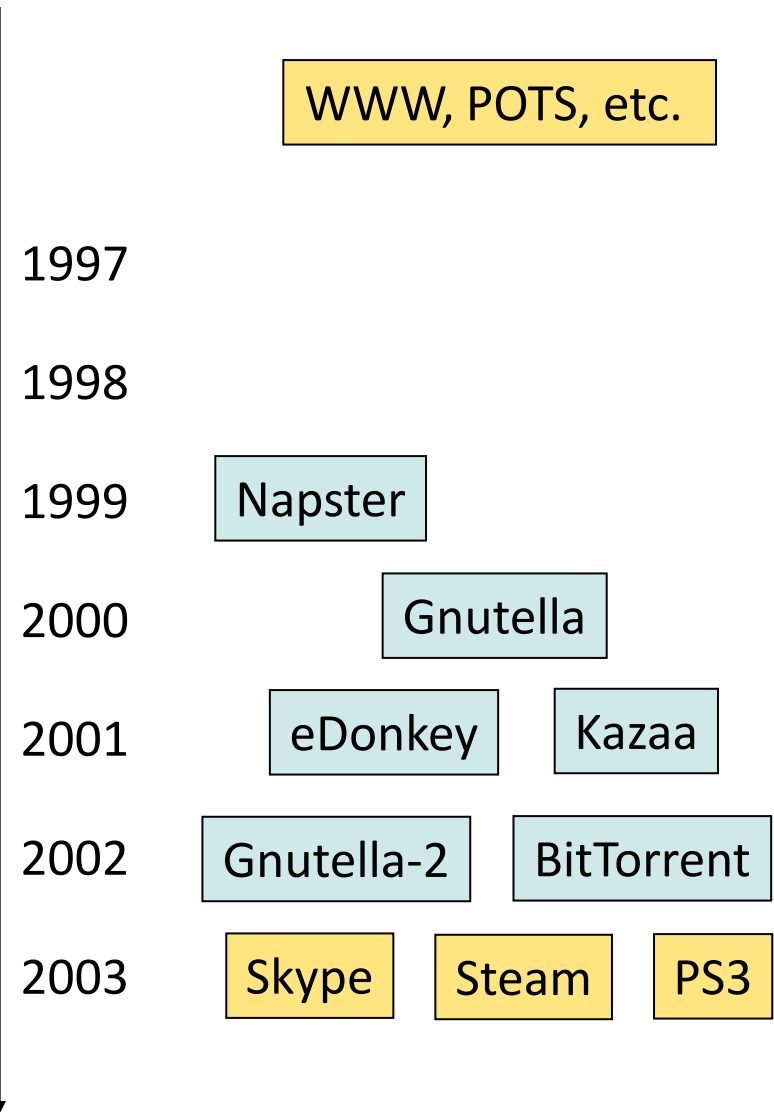 WWW, POTS, etc.
1997
1998
1999 Napster
2000 Gnutella
2001 eDonkey Kazaa
2002 Gnutella-2 BitTorrent
2003 Skype Steam PS3